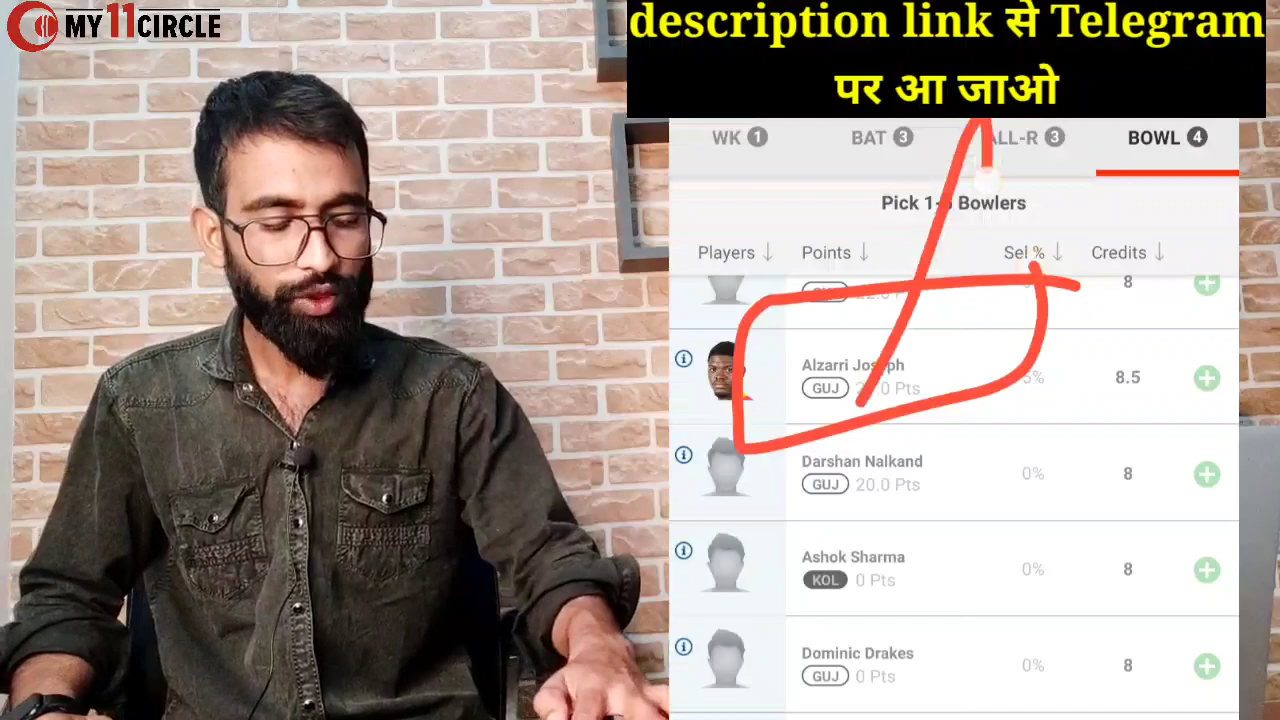 MY11CIRCLE
description link से Telegram
पर आ जाओ
WK 1 BAT 3 ALL-R 3 BOWL 4
Pick 1- Bowlers
Players ↓ Points ↓ Sel % ↓ Credits ↓
8
Alzarri Joseph
GUJ Pts 8.5
Darshan Nalkand
GUJ 20.0 Pts 0% 8
Ashok Sharma
KOL 0 Pts 0% 8
Dominic Drakes
GUJ 0 Pts 0% 8